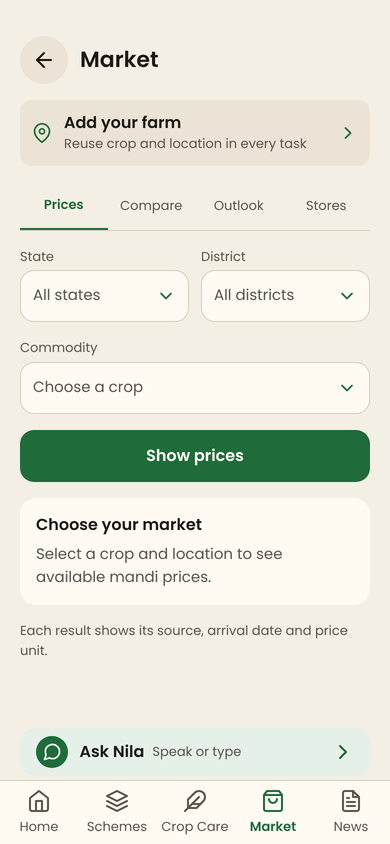 Market
Add your farm
Reuse crop and location in every task
Prices
Compare
Outlook
Stores
State
District
All states
All districts
Commodity
Choose a crop
Show prices
Choose your market
Select a crop and location to see
available mandi prices.
Each result shows its source, arrival date and price
unit.
Ask Nila Speak or type
Home
Schemes
Crop Care
Market
News